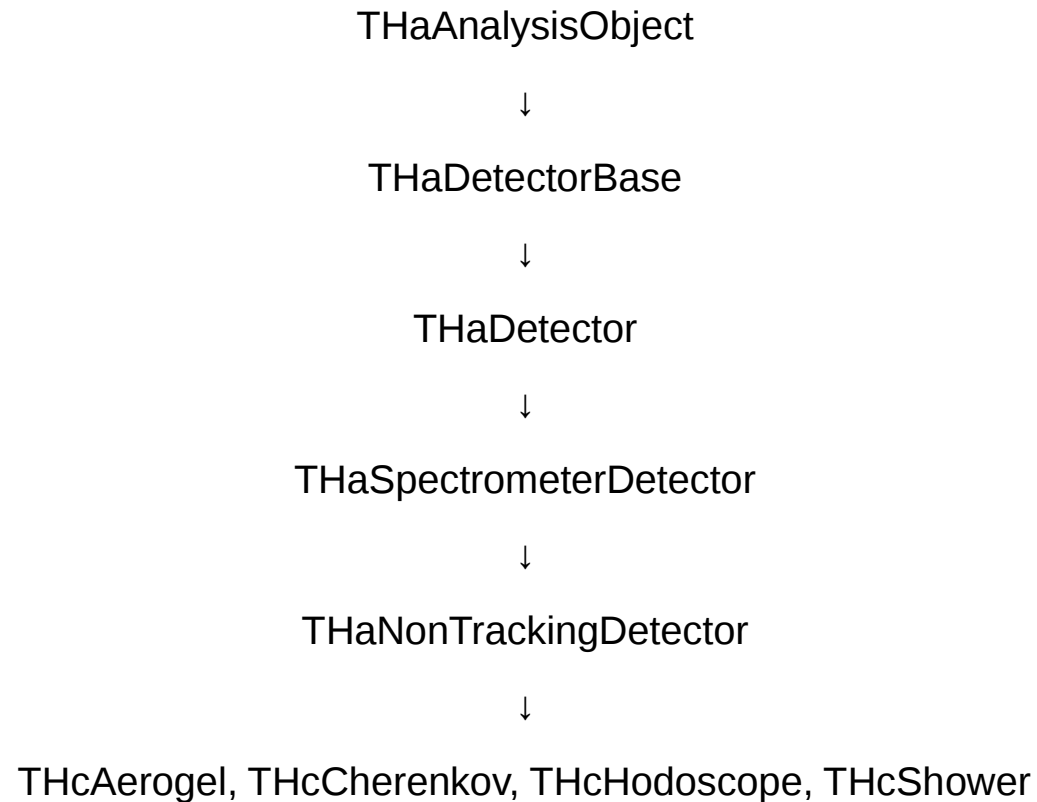 THaAnalysisObject
↓
THaDetectorBase
↓
THaDetector
↓
THaSpectrometerDetector
↓
THaNonTrackingDetector
↓
THcAerogel, THcCherenkov, THcHodoscope, THcShower